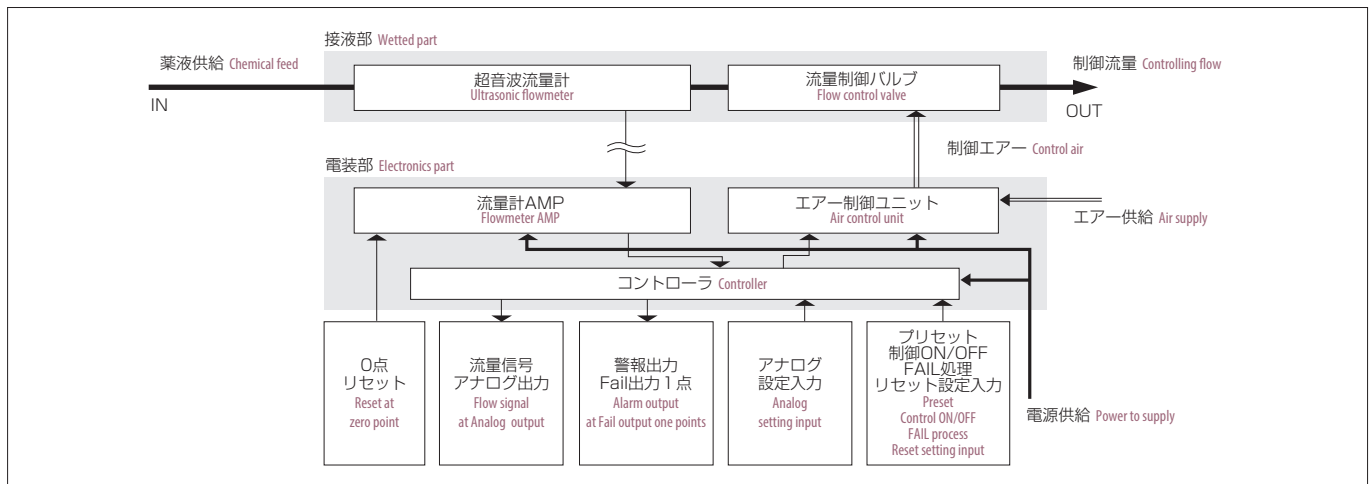 接液部 Wetted part
薬液供給 Chemical feed
超音波流量計
Ultrasonic flowmeter
流量制御バルブ
Flow control valve
制御流量 Controlling flow
IN
OUT
制御エアー Control air
電装部 Electronics part
流量計AMP
Flowmeter AMP
エアー制御ユニット
Air control unit
エアー供給 Air supply
コントローラ Controller
0点
リセット
Reset at
zero point
流量信号
アナログ出力
Flow signal
at Analog output
警報出力
Fail出力1点
Alarm output
at Fail output one points
アナログ
設定入力
Analog
setting input
プリセット
制御ON/OFF
FAIL処理
リセット設定入力
Preset
Control ON/OFF
FAIL process
Reset setting input
電源供給 Power to supply